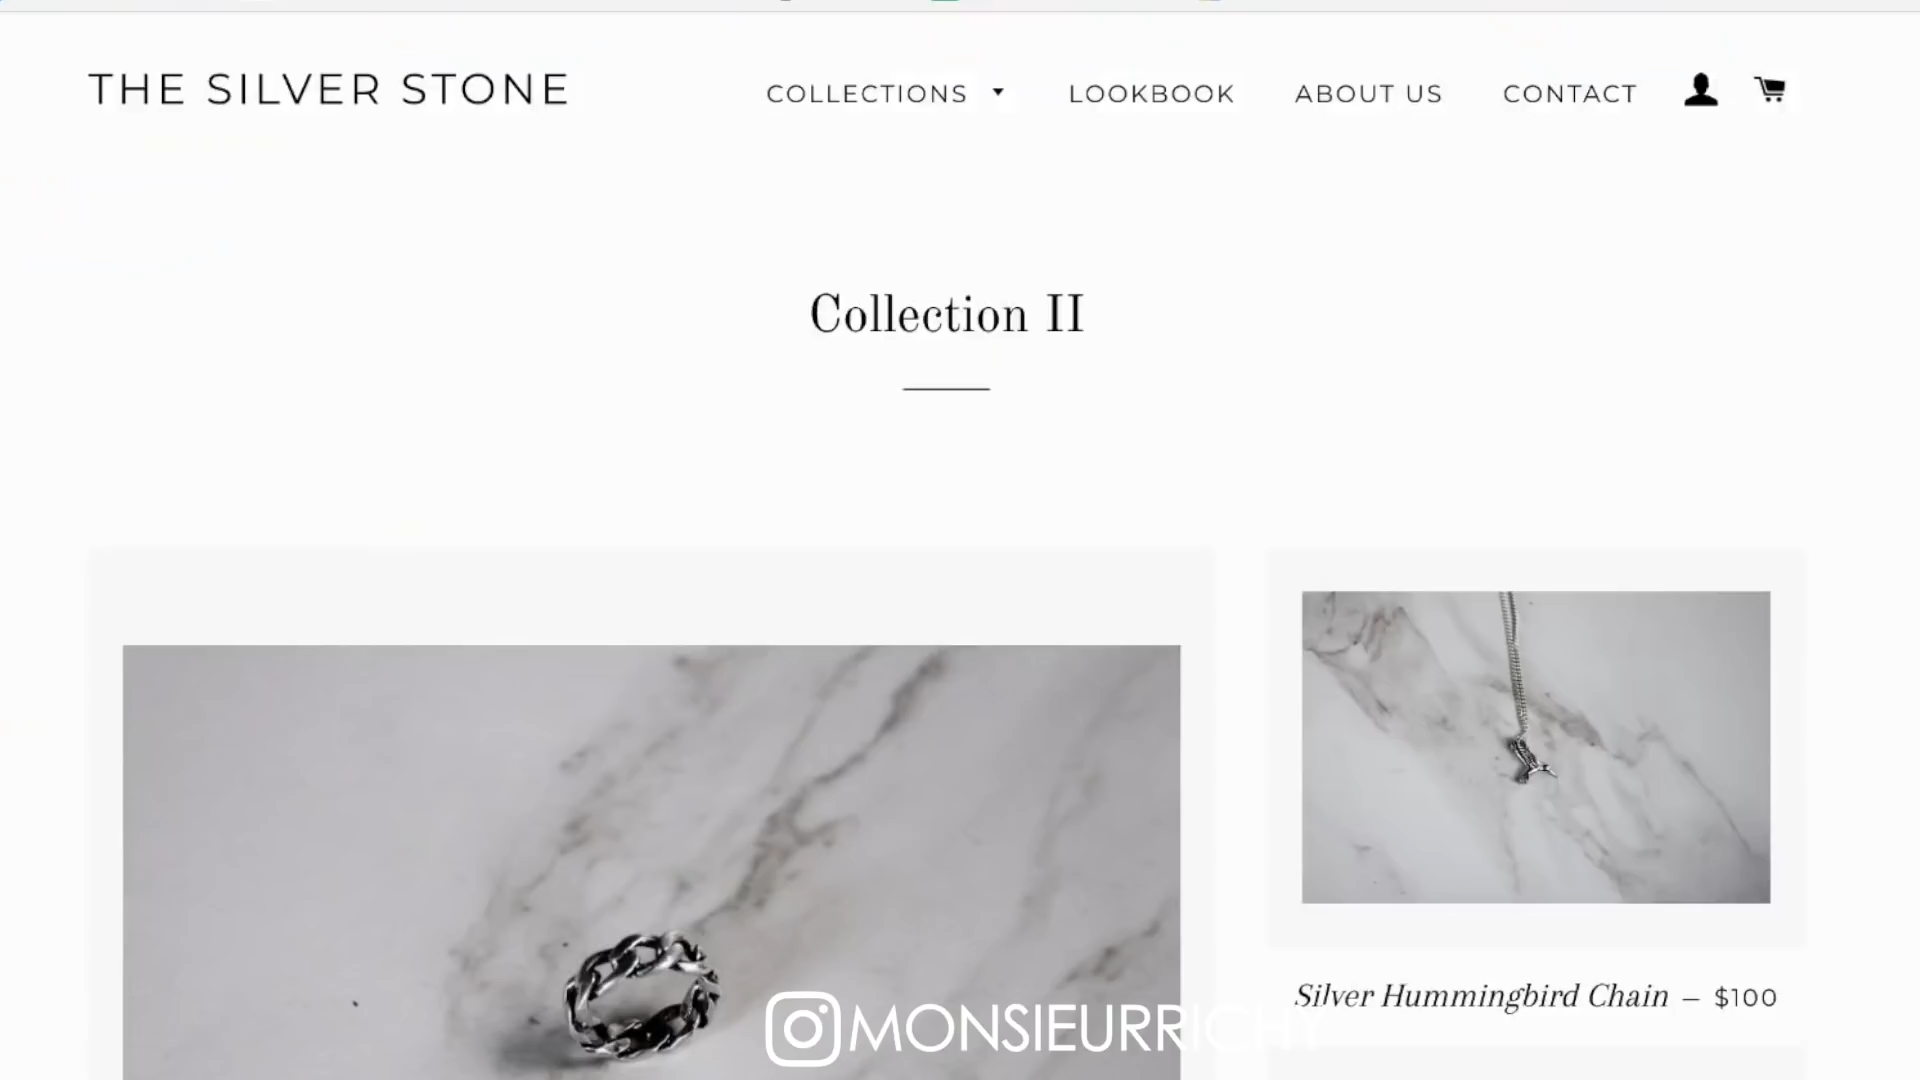 THE SILVER STONE
COLLECTIONS LOOKBOOK ABOUT US CONTACT
Collection II
Silver Hummingbird Chain — $100
MONSIEURRICHY